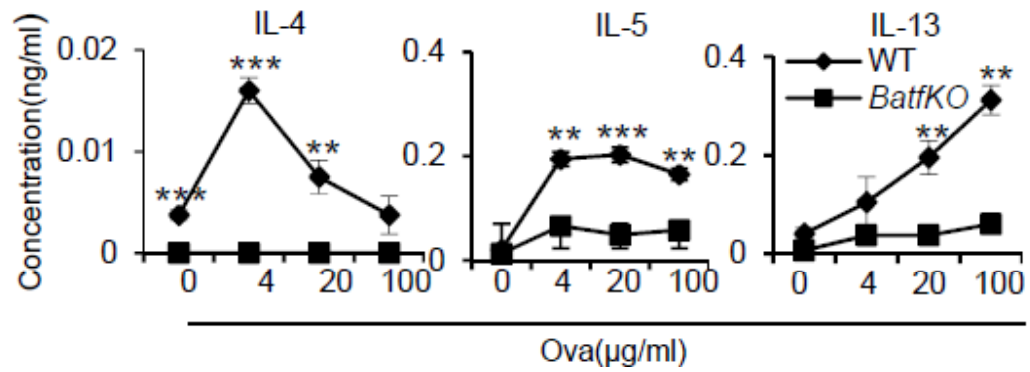 IL-4 IL-5 IL-13
Concentration(ng/ml)
0.02 0.4 0.4
WT
BatfKO
*** ** *** ** **
0.01 0.2 0.2
** **
***
0 0 0
0 4 20 100 0 4 20 100 0 4 20 100
Ova(µg/ml)